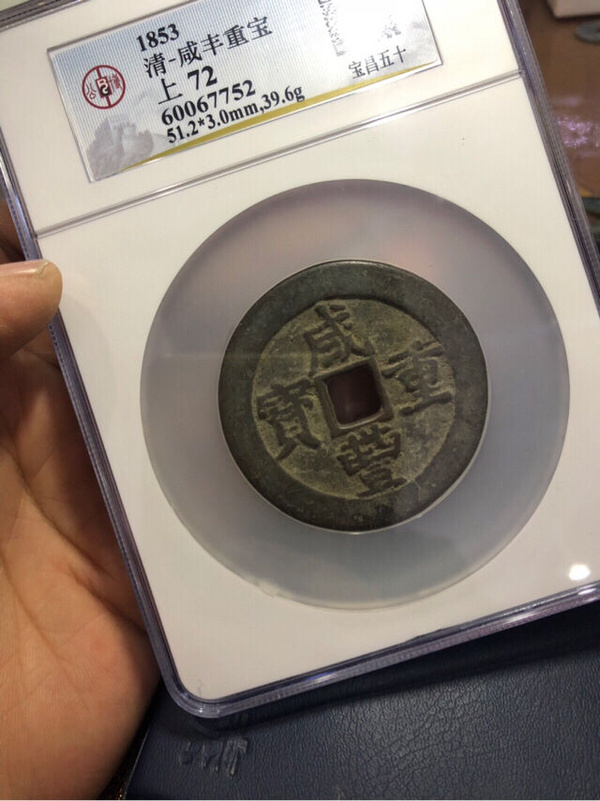 1853
清-咸丰重宝
上 72
60067752
51.2*3.0mm,39.6g
宝昌五十
咸豐重寶